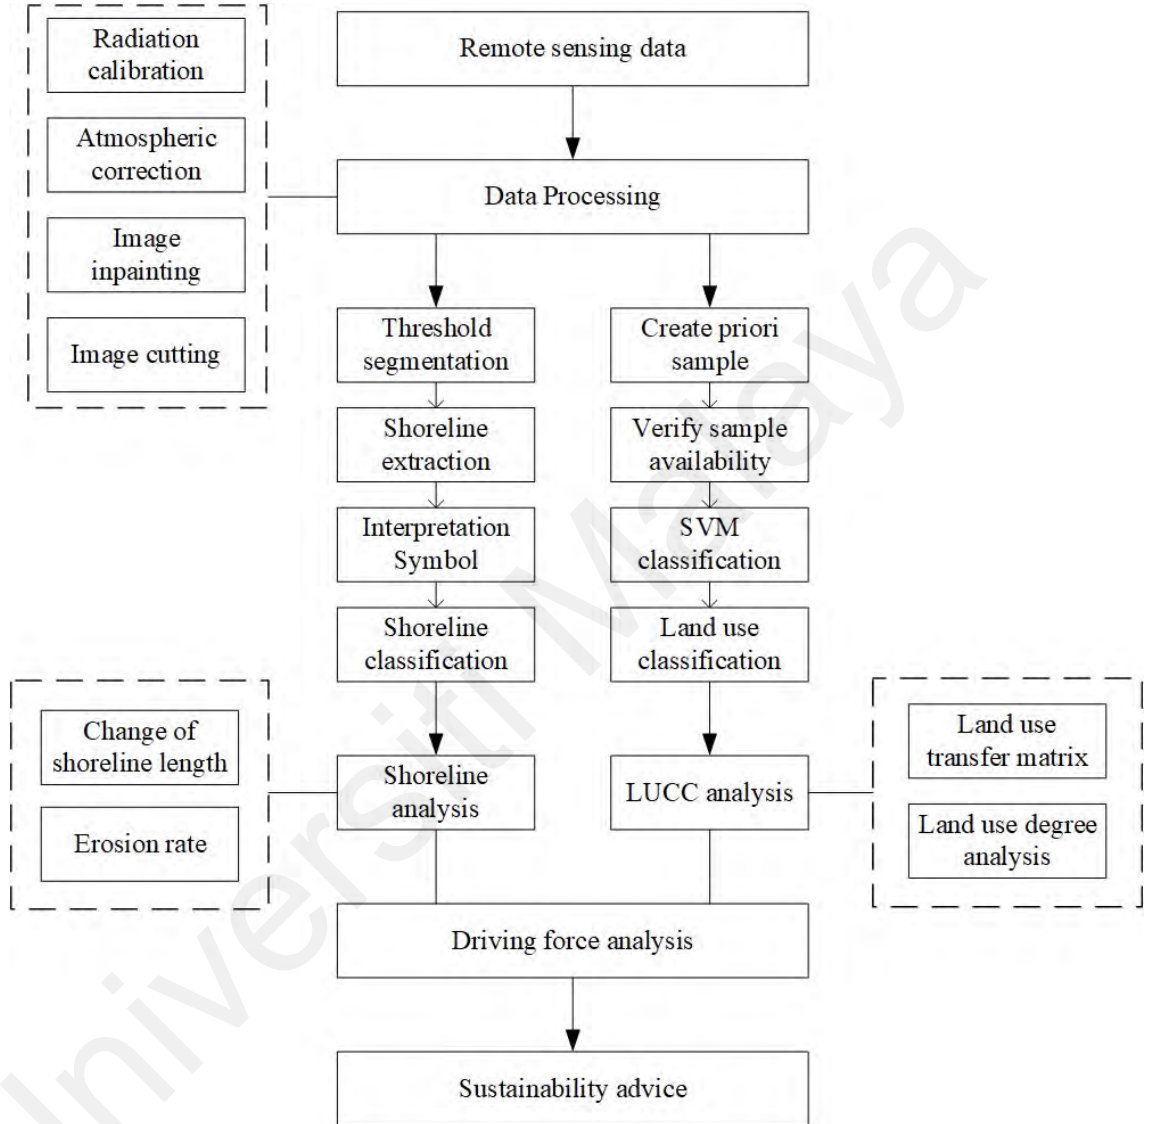 Radiation
calibration
Atmospheric
correction
Image
inpainting
Image cutting
Remote sensing data
Data Processing
Threshold
segmentation
Shoreline
extraction
Interpretation
Symbol
Shoreline
classification
Create priori
sample
Verify sample
availability
SVM
classification
Land use
classification
Change of
shoreline length
Erosion rate
Shoreline
analysis
LUCC analysis
Land use
transfer matrix
Land use degree
analysis
Driving force analysis
Sustainability advice
Universiti Malaya